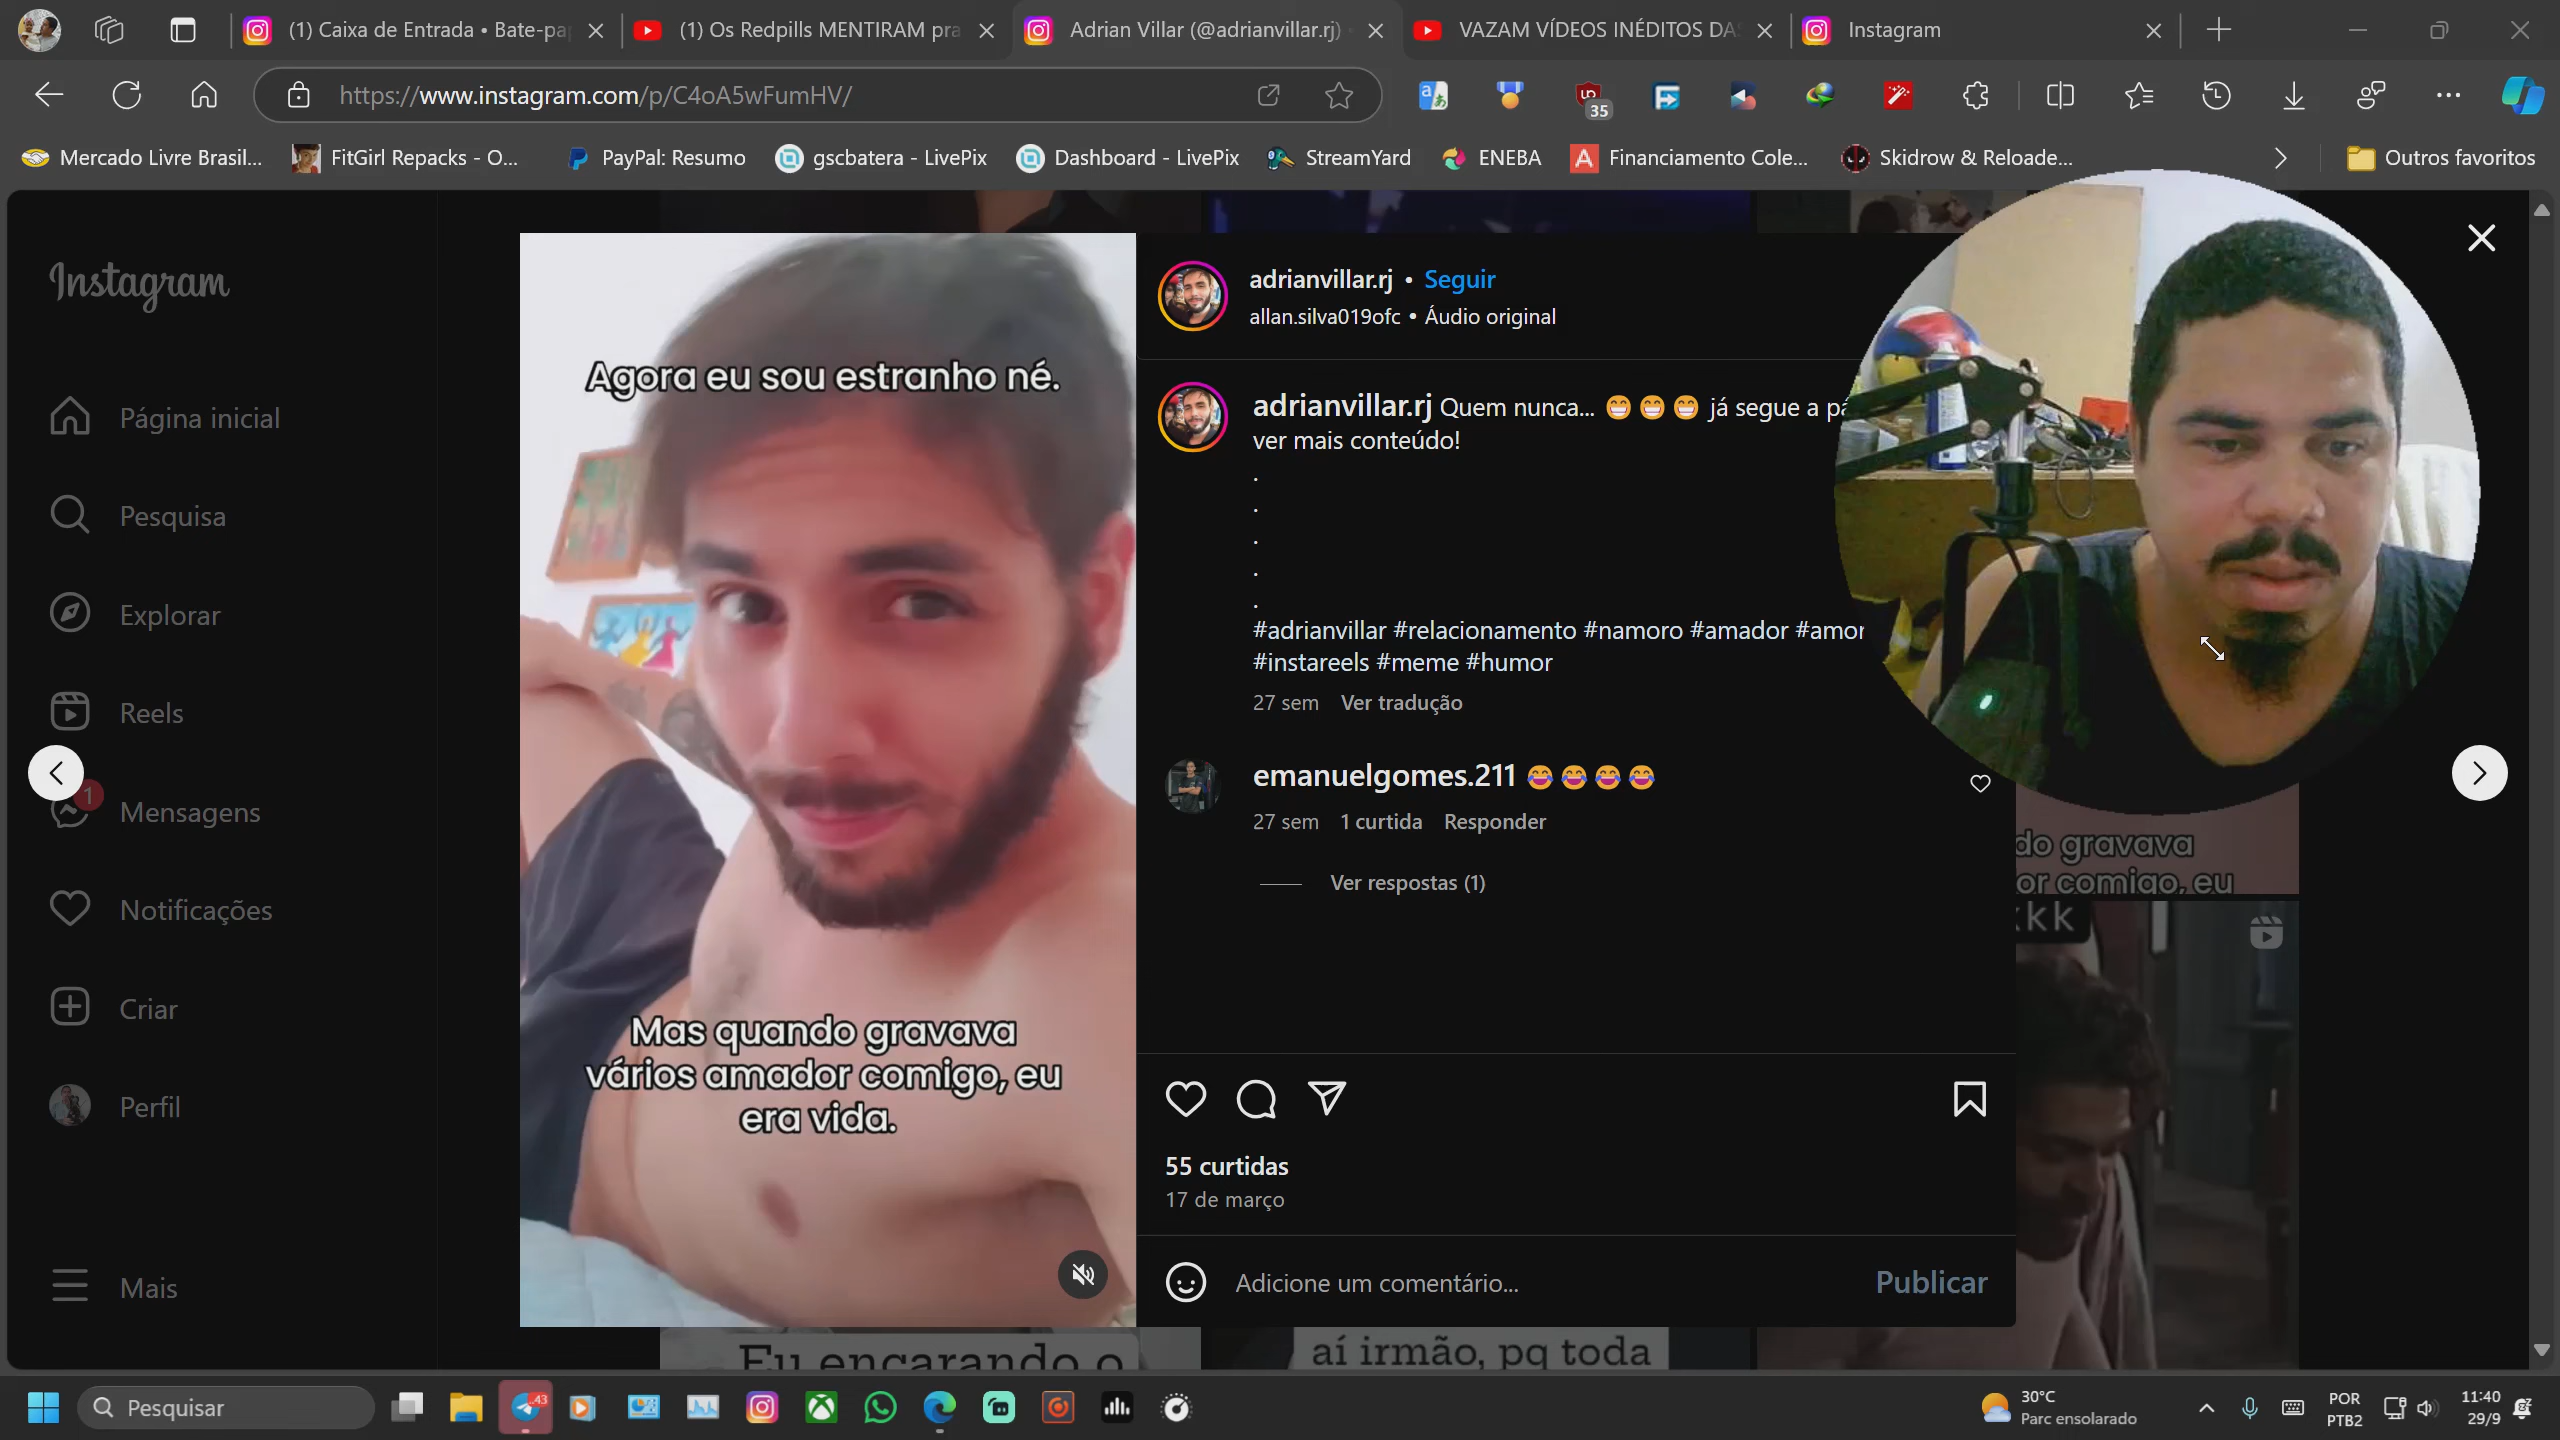 (1) Caixa de Entrada • Bate-pa
(1) Os Redpills MENTIRAM pra
Adrian Villar (@adrianvillar.rj)
VAZAM VÍDEOS INÉDITOS DAS
Instagram
https://www.instagram.com/p/C4oA5wFumHV/
35
Mercado Livre Brasil...
FitGirl Repacks - O...
PayPal: Resumo
gscbatera - LivePix
Dashboard - LivePix
StreamYard
ENEBA
Financiamento Cole...
Skidrow & Reloade...
Outros favoritos
Instagram
Página inicial
Pesquisa
Explorar
Reels
1
Mensagens
Notificações
Criar
Perfil
Mais
Agora eu sou estranho né.
Mas quando gravava
vários amador comigo, eu
era vida.
adrianvillar.rj • Seguir
allan.silva019ofc • Áudio original
adrianvillar.rj Quem nunca... 😁😁😁 já segue a pá
ver mais conteúdo!
.
.
.
.
.
#adrianvillar #relacionamento #namoro #amador #amor
#instareels #meme #humor
27 sem Ver tradução
emanuelgomes.211 😂😂😂😂
27 sem 1 curtida Responder
Ver respostas (1)
55 curtidas
17 de março
Adicione um comentário...
Publicar
do gravava
or comigo, eu
kkk
Eu encarando o
aí irmão, pq toda
Pesquisar
43
30°C
Parc ensolarado
POR
PTB2
11:40
29/9